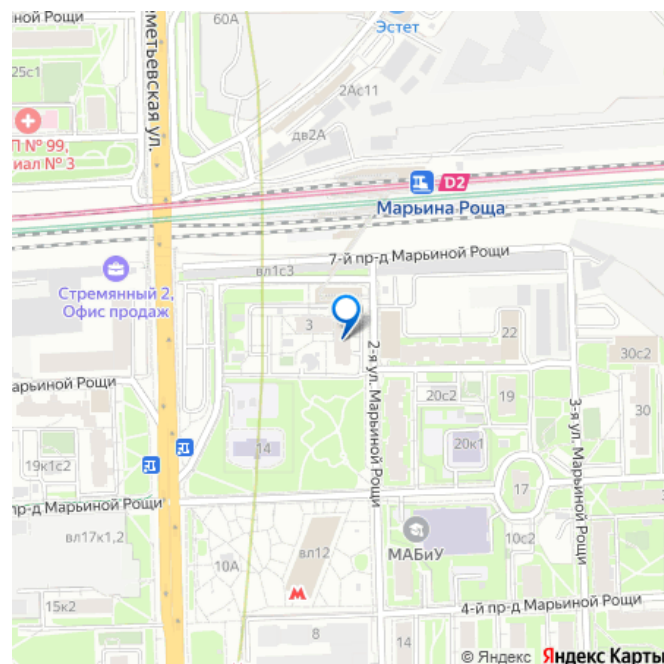 ной Рощи
60А
Эстет
25с1
2Ас11
метьевская ул.
П № 99,
иал № 3
дв2А
D2
Марьина Роща
7-й пр-д Марьиной Рощи
вл1с3
Стремянный 2,
Офис продаж
3
22
30с2
2-я ул. Марьиной Рощи
3-я ул. Марьиной Рощи
арьиной Рощи
20с2
19
30
20к1
14
19к1с2
17
пр-д Марьиной Рощи
вл17к1,2
МАБиУ
10с2
вл12
10А
15к2
4-й пр-д Марьиной Рощи
8
14
© Яндекс Яндекс Карты